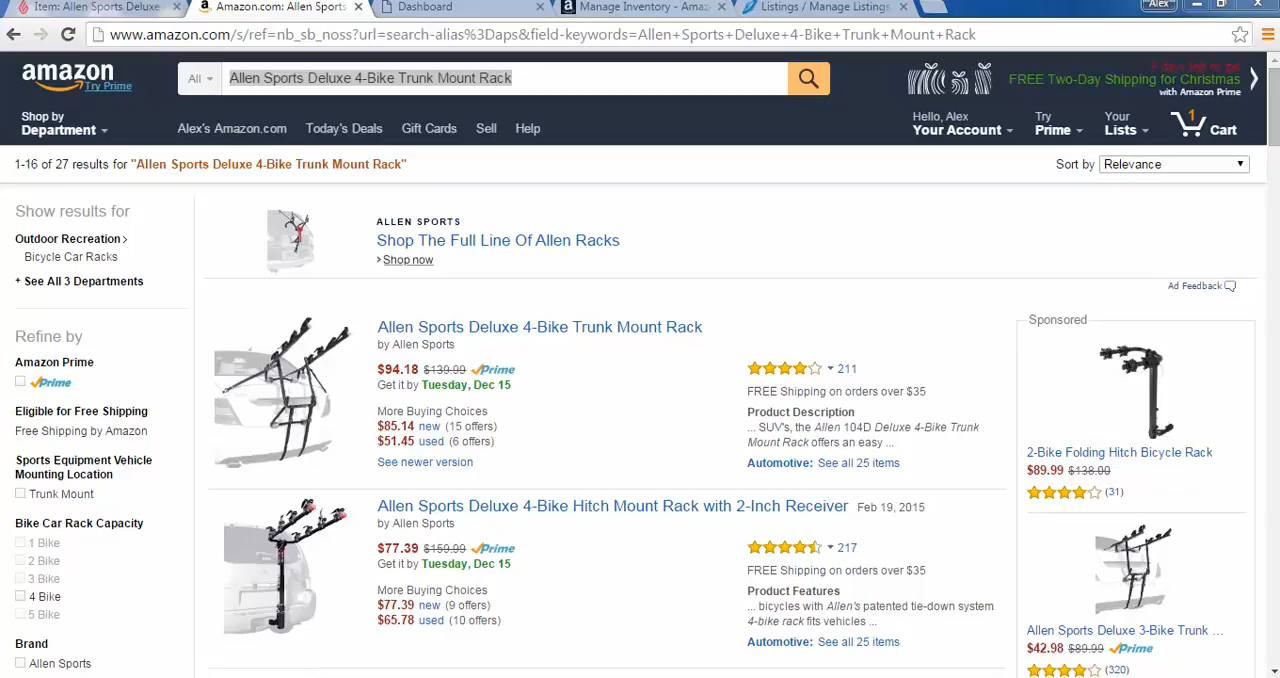 Item: Allen Sports Deluxe
Amazon.com: Allen Sports
Dashboard
Manage Inventory - Amaz
Listings / Manage Listings
Alex
www.amazon.com/s/ref=nb_sb_noss?url=search-alias%3Daps&field-keywords=Allen+Sports+Deluxe+4-Bike+Trunk+Mount+Rack
amazon
Try Prime
All
Allen Sports Deluxe 4-Bike Trunk Mount Rack
FREE Two-Day Shipping for Christmas
with Amazon Prime
Shop by
Department
Alex's Amazon.com
Today's Deals
Gift Cards
Sell
Help
Hello, Alex
Your Account
Try
Prime
Your
Lists
1
Cart
1-16 of 27 results for "Allen Sports Deluxe 4-Bike Trunk Mount Rack"
Sort by
Relevance
Show results for
Outdoor Recreation
Bicycle Car Racks
+ See All 3 Departments
Refine by
Amazon Prime
Prime
Eligible for Free Shipping
Free Shipping by Amazon
Sports Equipment Vehicle
Mounting Location
Trunk Mount
Bike Car Rack Capacity
1 Bike
2 Bike
3 Bike
4 Bike
5 Bike
Brand
Allen Sports
ALLEN SPORTS
Shop The Full Line Of Allen Racks
Shop now
Ad Feedback
Allen Sports Deluxe 4-Bike Trunk Mount Rack
by Allen Sports
$94.18 $139.99 Prime
Get it by Tuesday, Dec 15
More Buying Choices
$85.14 new (15 offers)
$51.45 used (6 offers)
See newer version
211
FREE Shipping on orders over $35
Product Description
... SUV's, the Allen 104D Deluxe 4-Bike Trunk
Mount Rack offers an easy ...
Automotive: See all 25 items
Allen Sports Deluxe 4-Bike Hitch Mount Rack with 2-Inch Receiver Feb 19, 2015
by Allen Sports
$77.39 $159.99 Prime
Get it by Tuesday, Dec 15
More Buying Choices
$77.39 new (9 offers)
$65.78 used (10 offers)
217
FREE Shipping on orders over $35
Product Features
... bicycles with Allen's patented tie-down system
4-bike rack fits vehicles ...
Automotive: See all 25 items
Sponsored
2-Bike Folding Hitch Bicycle Rack
$89.99 $138.00
(31)
Allen Sports Deluxe 3-Bike Trunk ...
$42.98 $89.99 Prime
(320)